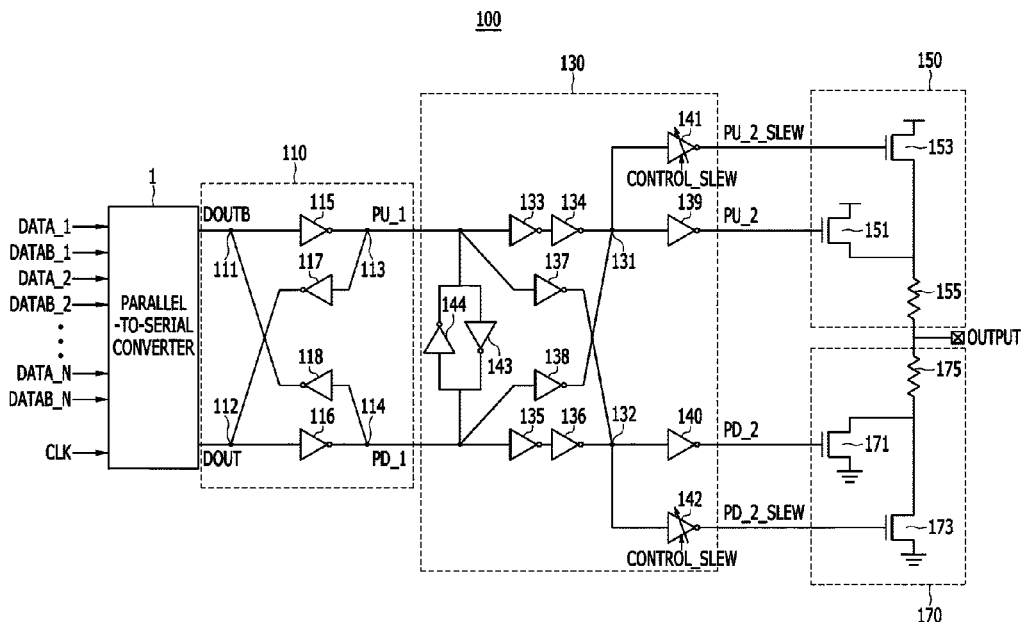 100
130
150
141
PU_2_SLEW
153
CONTROL_SLEW
110
1
DOUTB
115
PU_1
133
134
139
PU_2
151
DATA_1
DATAB_1
DATA_2
DATAB_2
DATA_N
DATAB_N
CLK
PARALLEL
-TO-SERIAL
CONVERTER
111
117
113
137
131
155
144
143
OUTPUT
118
138
175
112
116
114
135
136
132
140
PD_2
171
DOUT
PD_1
142
PD_2_SLEW
173
CONTROL_SLEW
170